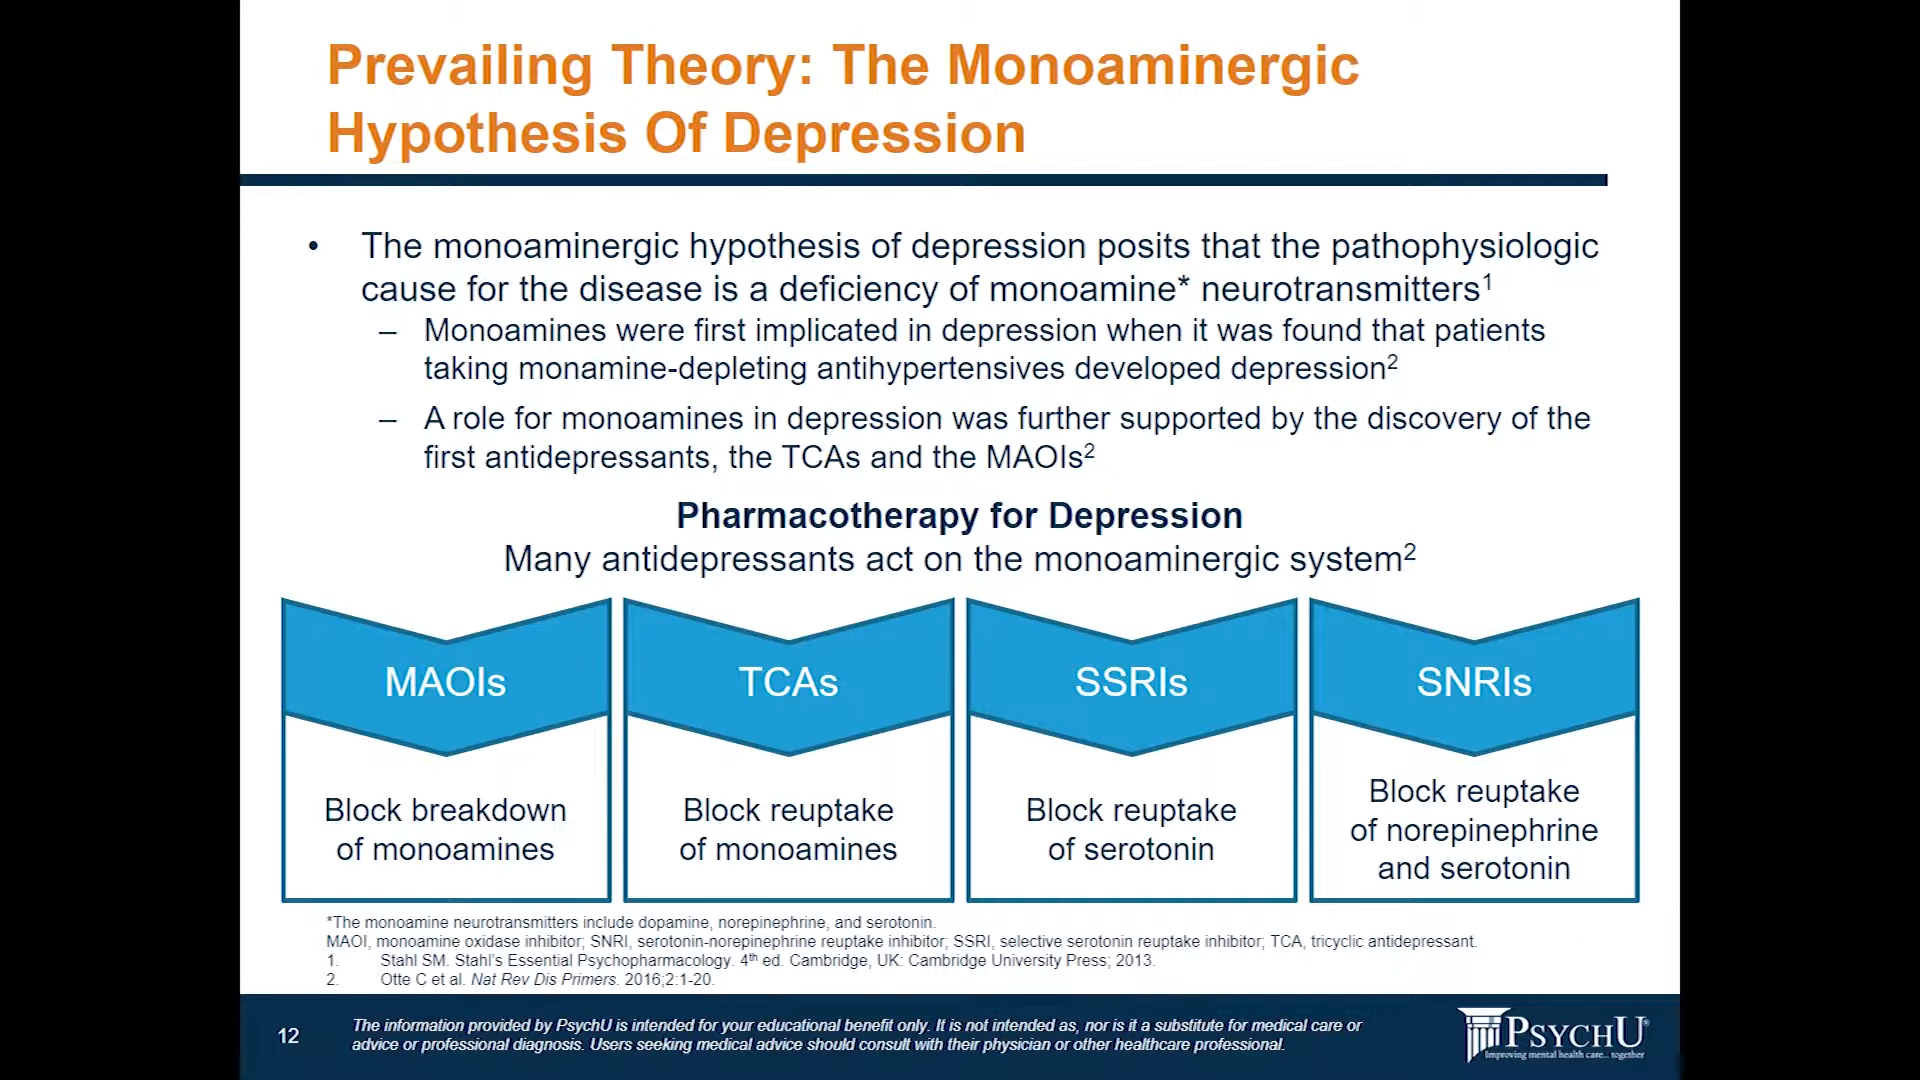 Prevailing Theory: The Monoaminergic
Hypothesis Of Depression
• The monoaminergic hypothesis of depression posits that the pathophysiologic
cause for the disease is a deficiency of monoamine* neurotransmitters¹
– Monoamines were first implicated in depression when it was found that patients
taking monamine-depleting antihypertensives developed depression²
– A role for monoamines in depression was further supported by the discovery of the
first antidepressants, the TCAs and the MAOIs²
Pharmacotherapy for Depression
Many antidepressants act on the monoaminergic system²
MAOIs
Block breakdown
of monoamines
TCAs
Block reuptake
of monoamines
SSRIs
Block reuptake
of serotonin
SNRIs
Block reuptake
of norepinephrine
and serotonin
*The monoamine neurotransmitters include dopamine, norepinephrine, and serotonin.
MAOI, monoamine oxidase inhibitor; SNRI, serotonin-norepinephrine reuptake inhibitor; SSRI, selective serotonin reuptake inhibitor; TCA, tricyclic antidepressant.
1. Stahl SM. Stahl's Essential Psychopharmacology. 4th ed. Cambridge, UK: Cambridge University Press; 2013.
2. Otte C et al. Nat Rev Dis Primers. 2016;2:1-20.
12
The information provided by PsychU is intended for your educational benefit only. It is not intended as, nor is it a substitute for medical care or
advice or professional diagnosis. Users seeking medical advice should consult with their physician or other healthcare professional.
PSYCHU®
Improving mental health care... together